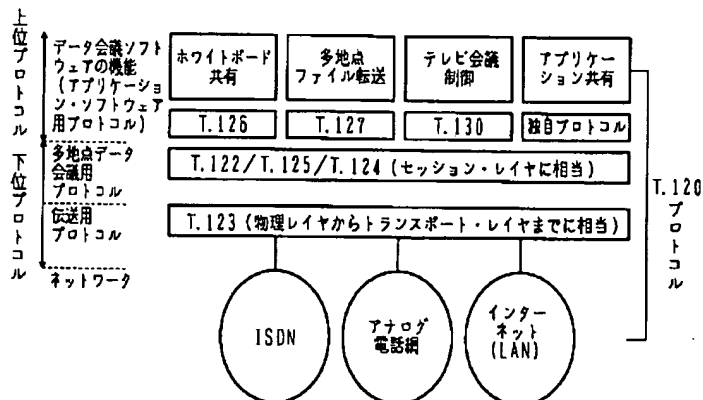 上位プロトコル
データ会議ソフト
ウェアの機能
(アプリケーショ
ン・ソフトウェア
用プロトコル)
ホワイトボード
共有
多地点
ファイル転送
テレビ会議
制御
アプリケー
ション共有
T.126
T.127
T.130
独自プロトコル
下位プロトコル
多地点データ
会議用
プロトコル
T.122/T.125/T.124(セッション・レイヤに相当)
伝送用
プロトコル
T.123(物理レイヤからトランスポート・レイヤまでに相当)
ネットワータ
ISDN
アナログ
電話網
インター
ネット
(LAN)
T.120
プロトコル